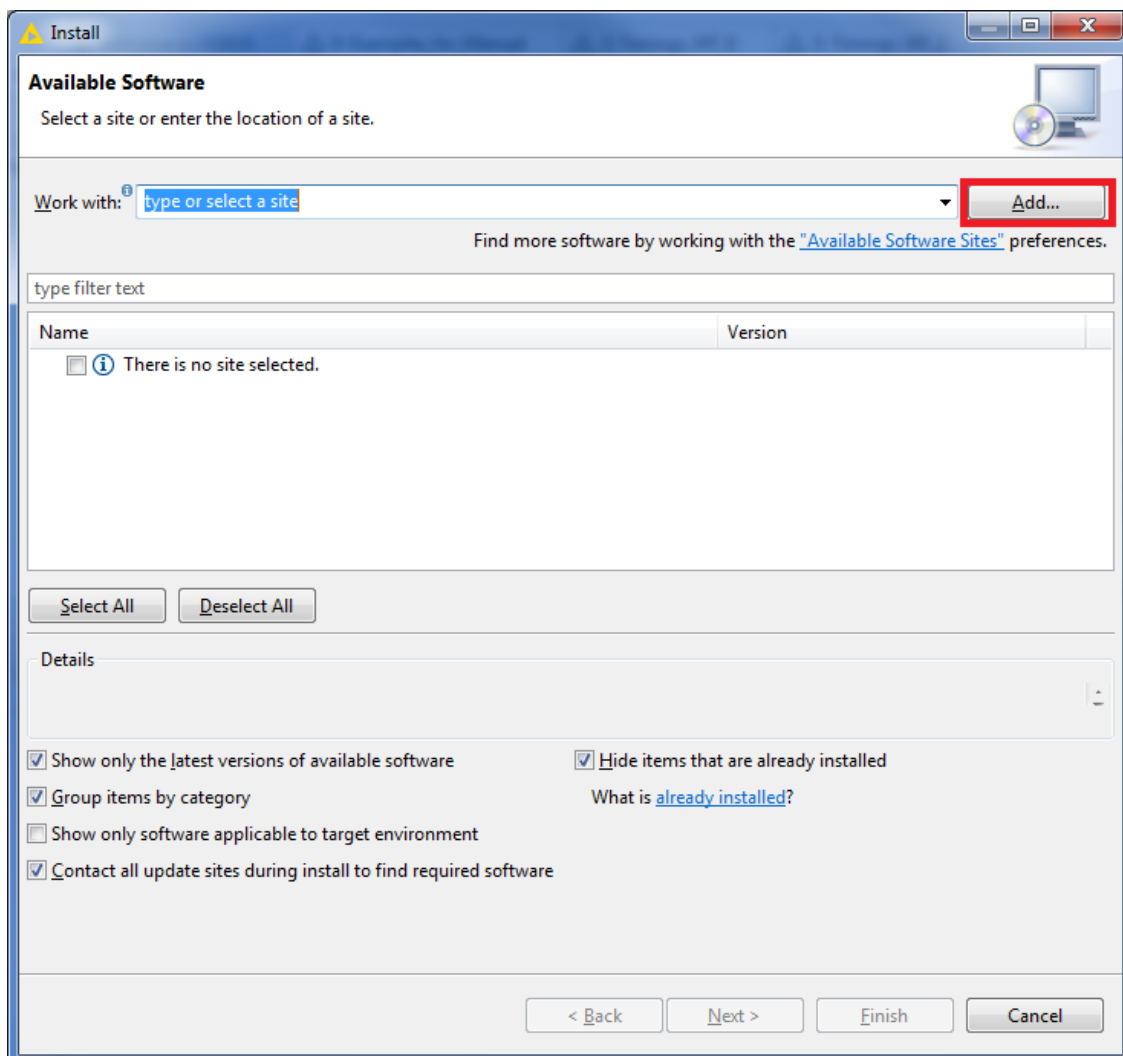 Install
Available Software
Select a site or enter the location of a site.
Work with: type or select a site Add...
Find more software by working with the "Available Software Sites" preferences.
type filter text
Name Version
There is no site selected.
Select All Deselect All
Details
Show only the latest versions of available software Hide items that are already installed
Group items by category What is already installed?
Show only software applicable to target environment
Contact all update sites during install to find required software
< Back Next > Finish Cancel